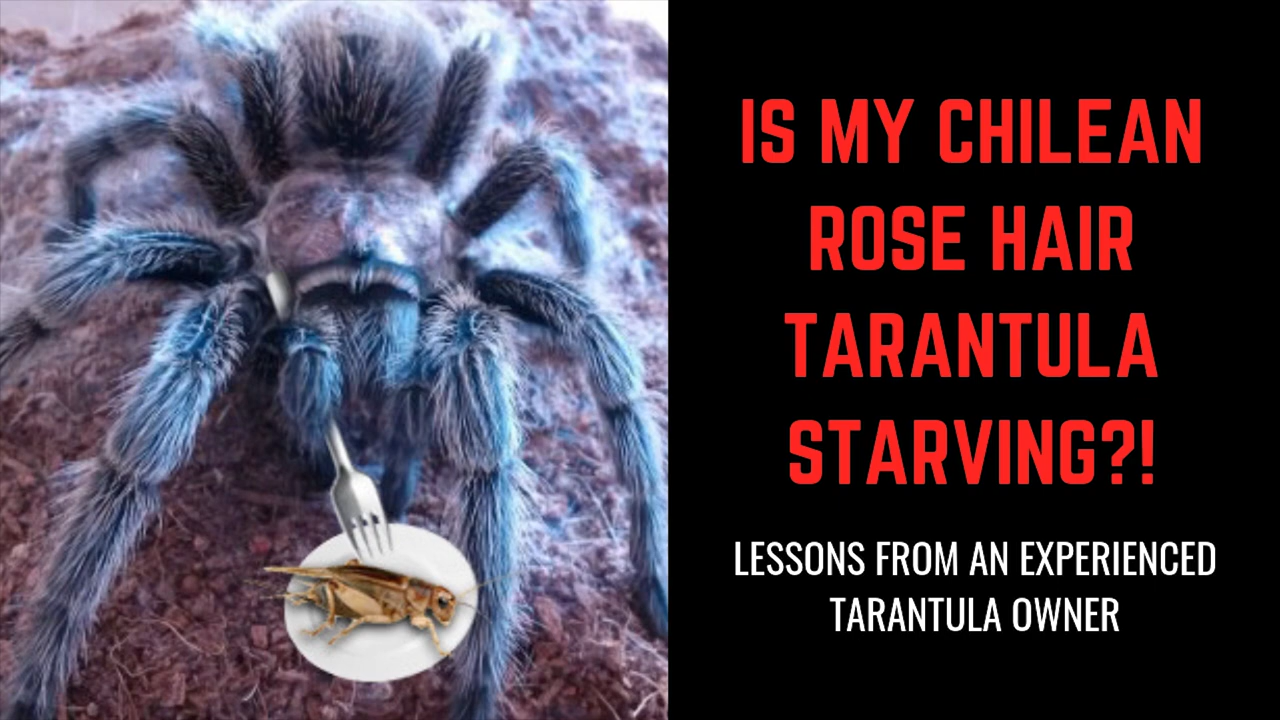 IS MY CHILEAN
ROSE HAIR
TARANTULA
STARVING?!
LESSONS FROM AN EXPERIENCED
TARANTULA OWNER